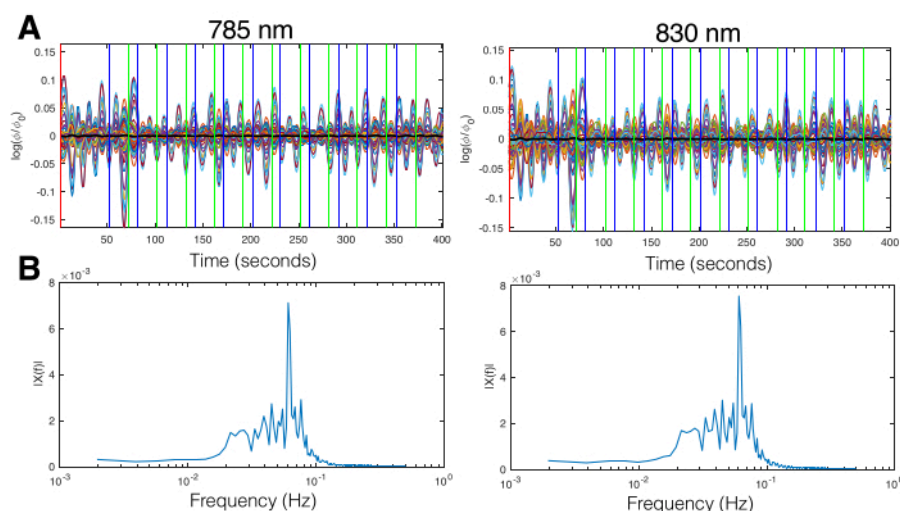 A
785 nm
830 nm
log(ϕ/ϕ0)
0.15
0.1
0.05
0
-0.05
-0.1
-0.15
50 100 150 200 250 300 350 400
Time (seconds)
log(ϕ/ϕ0)
0.15
0.1
0.05
0
-0.05
-0.1
-0.15
50 100 150 200 250 300 350 400
Time (seconds)
B
×10-3
|X(f)|
8
6
4
2
0
10-3 10-2 10-1 100
Frequency (Hz)
×10-3
|X(f)|
8
6
4
2
0
10-3 10-2 10-1 100
Frequency (Hz)